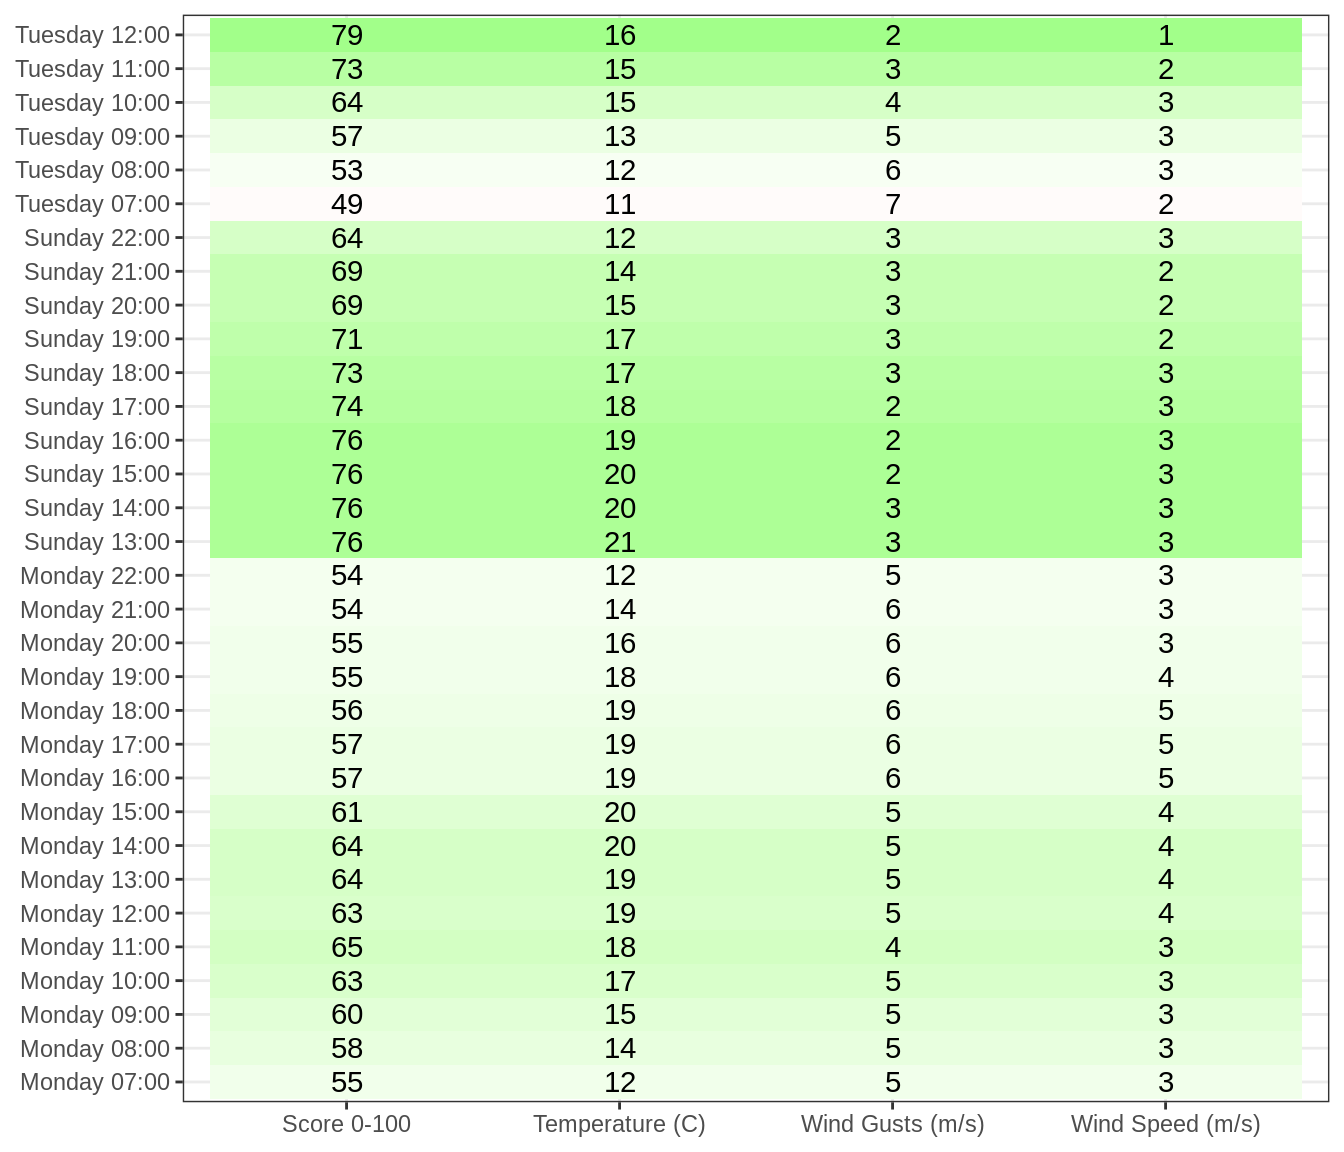 Tuesday 12:00 79 16 2 1
Tuesday 11:00 73 15 3 2
Tuesday 10:00 64 15 4 3
Tuesday 09:00 57 13 5 3
Tuesday 08:00 53 12 6 3
Tuesday 07:00 49 11 7 2
Sunday 22:00 64 12 3 3
Sunday 21:00 69 14 3 2
Sunday 20:00 69 15 3 2
Sunday 19:00 71 17 3 2
Sunday 18:00 73 17 3 3
Sunday 17:00 74 18 2 3
Sunday 16:00 76 19 2 3
Sunday 15:00 76 20 2 3
Sunday 14:00 76 20 3 3
Sunday 13:00 76 21 3 3
Monday 22:00 54 12 5 3
Monday 21:00 54 14 6 3
Monday 20:00 55 16 6 3
Monday 19:00 55 18 6 4
Monday 18:00 56 19 6 5
Monday 17:00 57 19 6 5
Monday 16:00 57 19 6 5
Monday 15:00 61 20 5 4
Monday 14:00 64 20 5 4
Monday 13:00 64 19 5 4
Monday 12:00 63 19 5 4
Monday 11:00 65 18 4 3
Monday 10:00 63 17 5 3
Monday 09:00 60 15 5 3
Monday 08:00 58 14 5 3
Monday 07:00 55 12 5 3
Score 0-100 Temperature (C) Wind Gusts (m/s) Wind Speed (m/s)